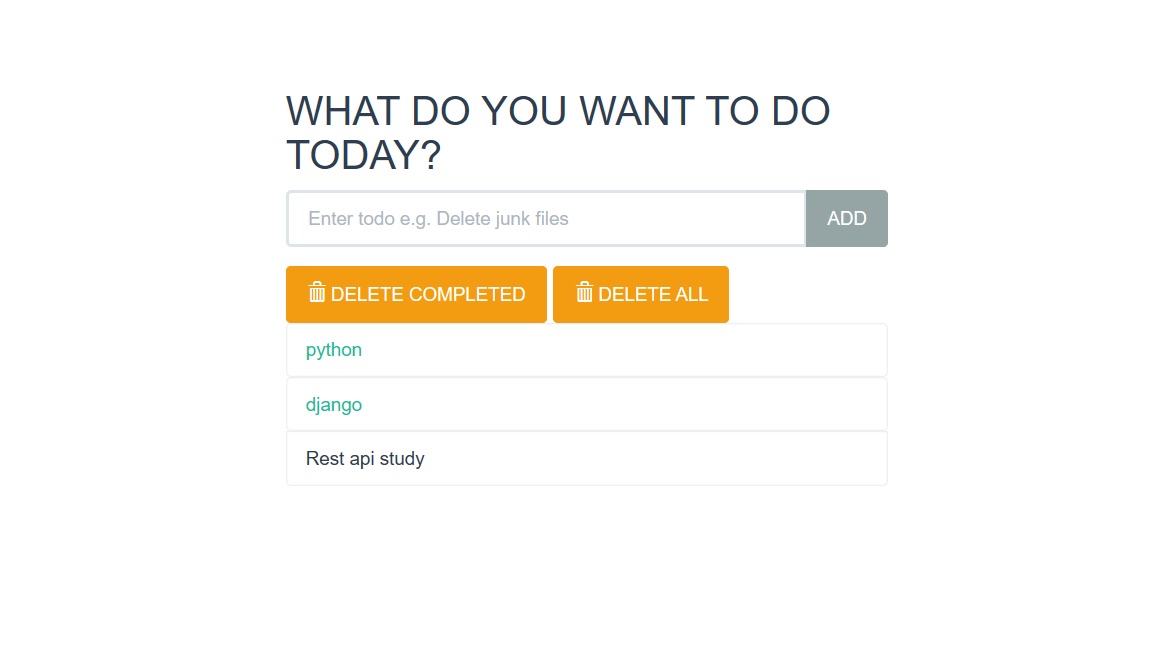 WHAT DO YOU WANT TO DO
TODAY?
Enter todo e.g. Delete junk files
ADD
DELETE COMPLETED
DELETE ALL
python
django
Rest api study